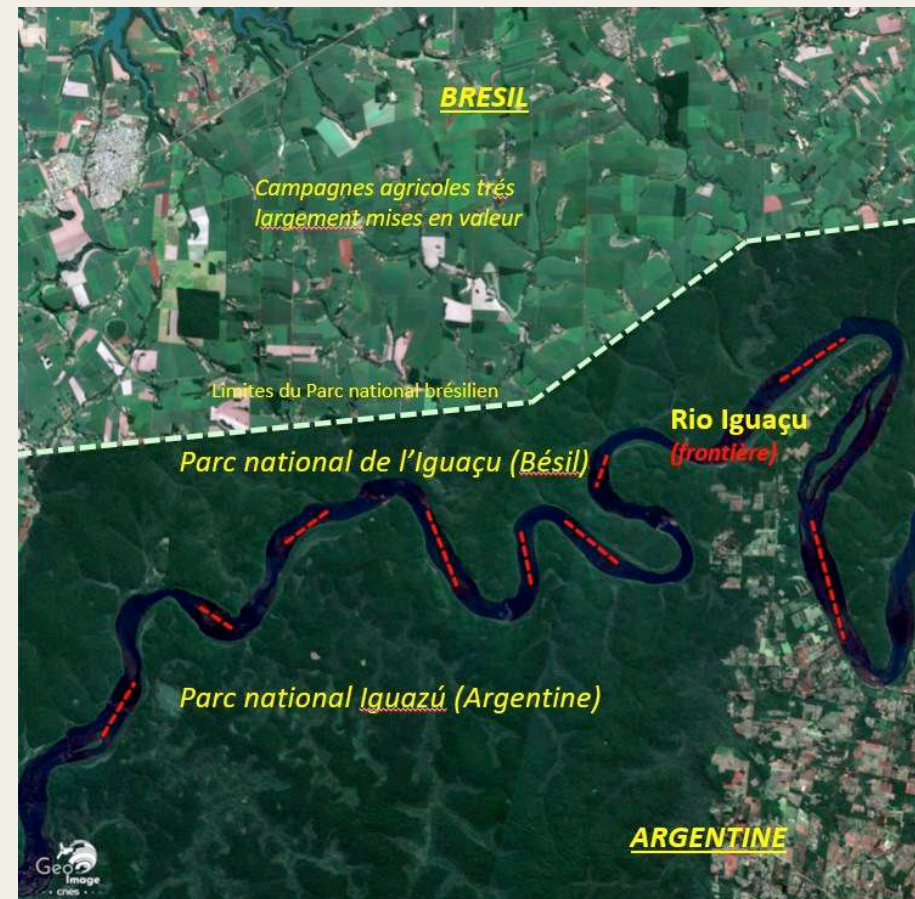 BRESIL
Campagnes agricoles trés
largement mises en valeur
Limites du Parc national brésilien
Rio Iguaçu
(frontière)
Parc national de l’Iguaçu (Bésil)
Parc national Iguazú (Argentine)
ARGENTINE
Geo
Image
cnes